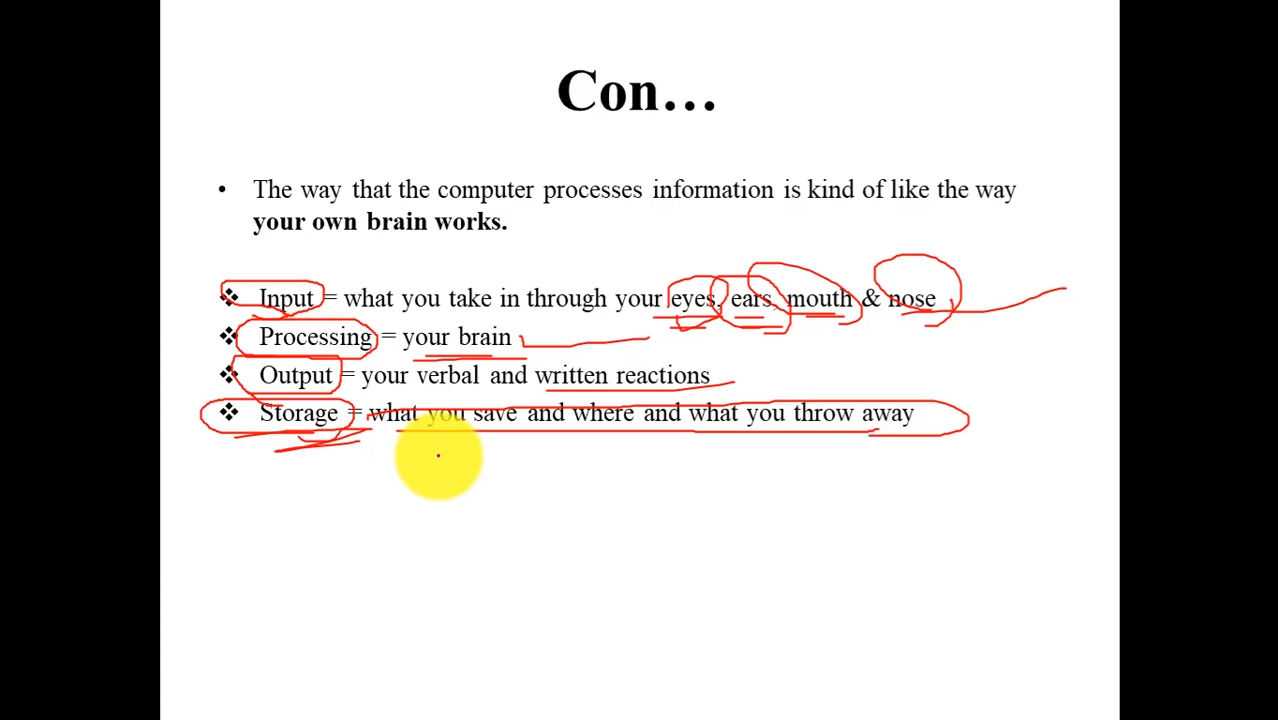 Con…
• The way that the computer processes information is kind of like the way
your own brain works.
❖ Input = what you take in through your eyes, ears, mouth & nose
❖ Processing = your brain
❖ Output = your verbal and written reactions
❖ Storage = what you save and where and what you throw away